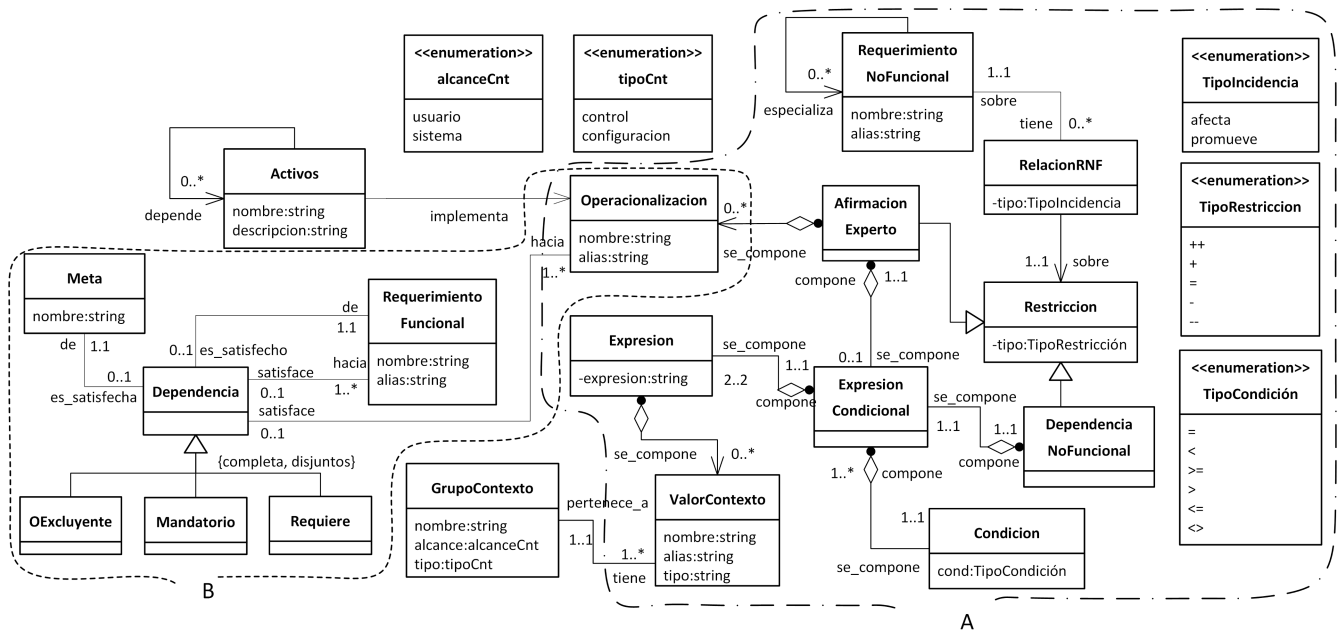 <<enumeration>>
alcanceCnt
usuario
sistema
<<enumeration>>
tipoCnt
control
configuracion
Requerimiento
NoFuncional
nombre:string
alias:string
0..*
especializa
1..1
sobre
tiene
0..*
RelacionRNF
-tipo:TipoIncidencia
<<enumeration>>
TipoIncidencia
afecta
promueve
<<enumeration>>
TipoRestriccion
++
+
=
-
--
<<enumeration>>
TipoCondición
=
<
>=
>
<=
<>
Activos
nombre:string
descripcion:string
0..*
depende
implementa
Operacionalizacion
nombre:string
alias:string
hacia
1..*
0..*
se_compone
Afirmacion
Experto
compone
1..1
1..1
sobre
Restriccion
-tipo:TipoRestricción
Meta
nombre:string
de
1.1
0..1
es_satisfecha
Requerimiento
Funcional
nombre:string
alias:string
de
1.1
0..1
es_satisfecho
Dependencia
satisface
0..1
hacia
1..*
satisface
0..1
{completa, disjuntos}
OExcluyente
Mandatorio
Requiere
B
Expresion
-expresion:string
se_compone
1..1
2..2
compone
0..1
se_compone
Expresion
Condicional
se_compone
1..1
1..1
compone
Dependencia
NoFuncional
se_compone
0..*
GrupoContexto
nombre:string
alcance:alcanceCnt
tipo:tipoCnt
pertenece_a
1..1
1..*
tiene
ValorContexto
nombre:string
alias:string
tipo:string
1..*
compone
1..1
se_compone
Condicion
cond:TipoCondición
A